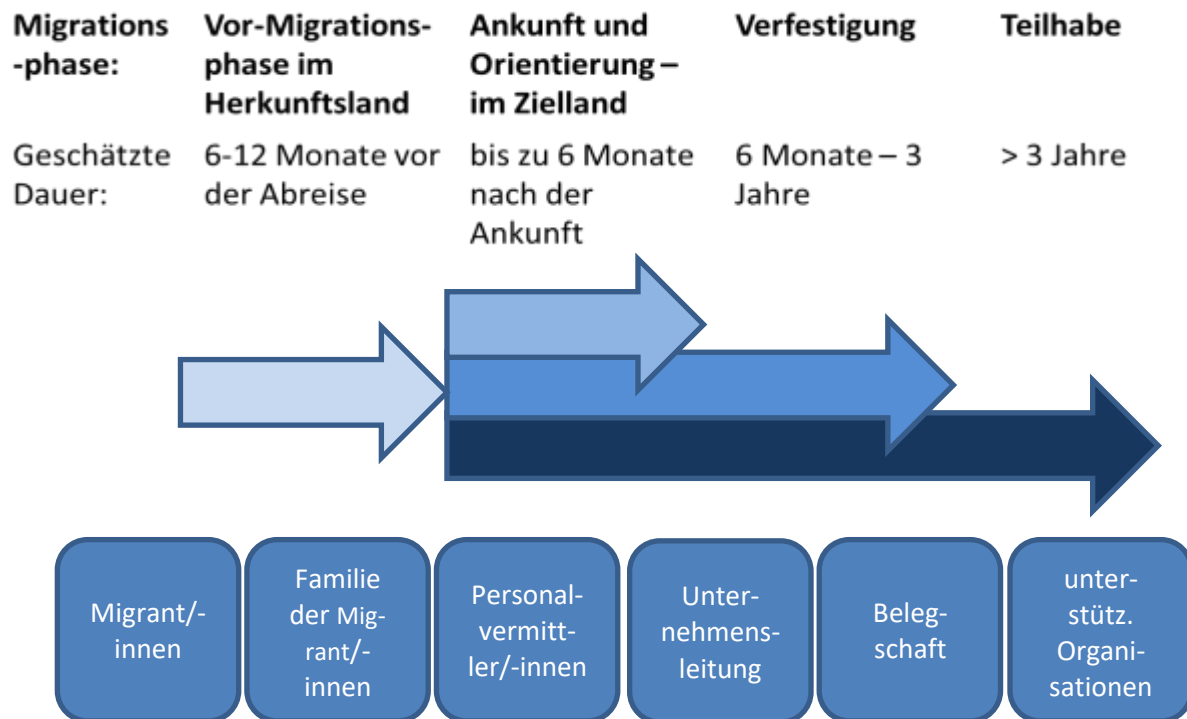 Migrations
-phase:
Vor-Migrations-
phase im
Herkunftsland
Ankunft und
Orientierung –
im Zielland
Verfestigung
Teilhabe
Geschätzte
Dauer:
6-12 Monate vor
der Abreise
bis zu 6 Monate
nach der
Ankunft
6 Monate – 3
Jahre
> 3 Jahre
Migrant/-
innen
Familie
der Mig-
rant/-
innen
Personal-
vermitt-
ler/-innen
Unter-
nehmens-
leitung
Beleg-
schaft
unter-
stütz.
Organi-
sationen